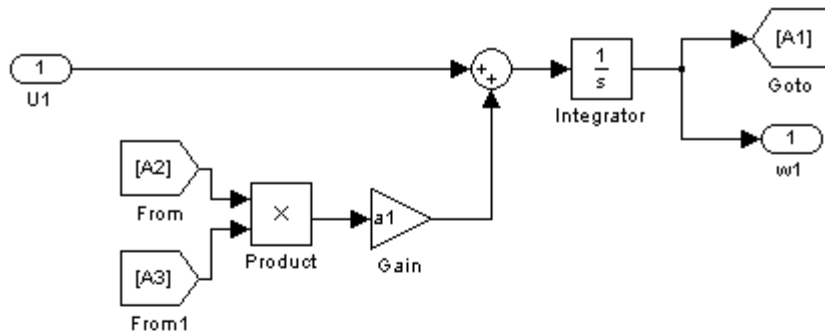 1
U1
+
+
1
s
Integrator
[A1]
Goto
1
w1
[A2]
From
[A3]
From1
×
Product
a1
Gain